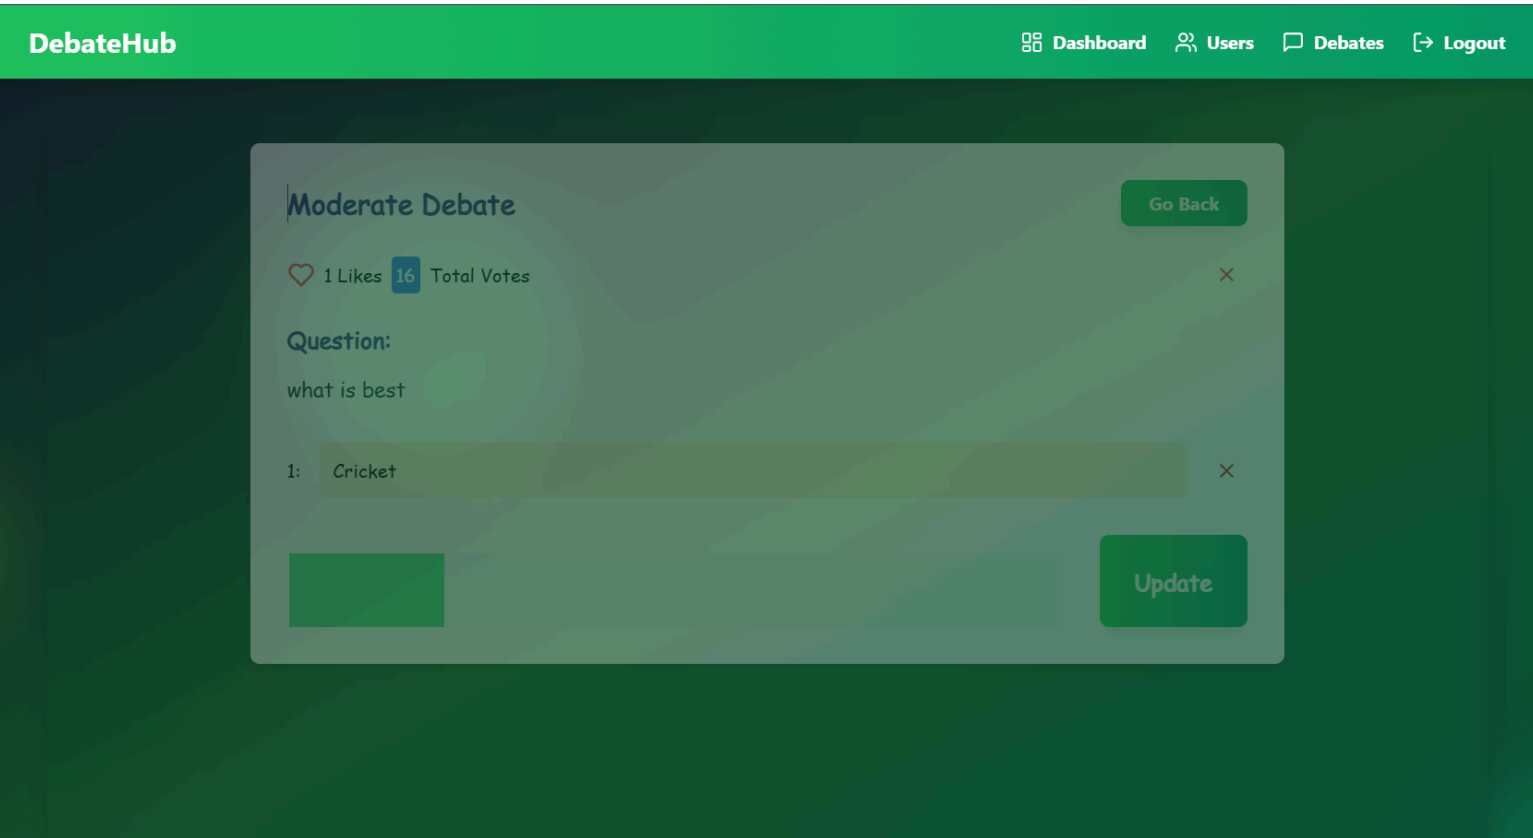 DebateHub
Dashboard Users Debates Logout
Moderate Debate
Go Back
1 Likes 16 Total Votes
Question:
what is best
1: Cricket
Update